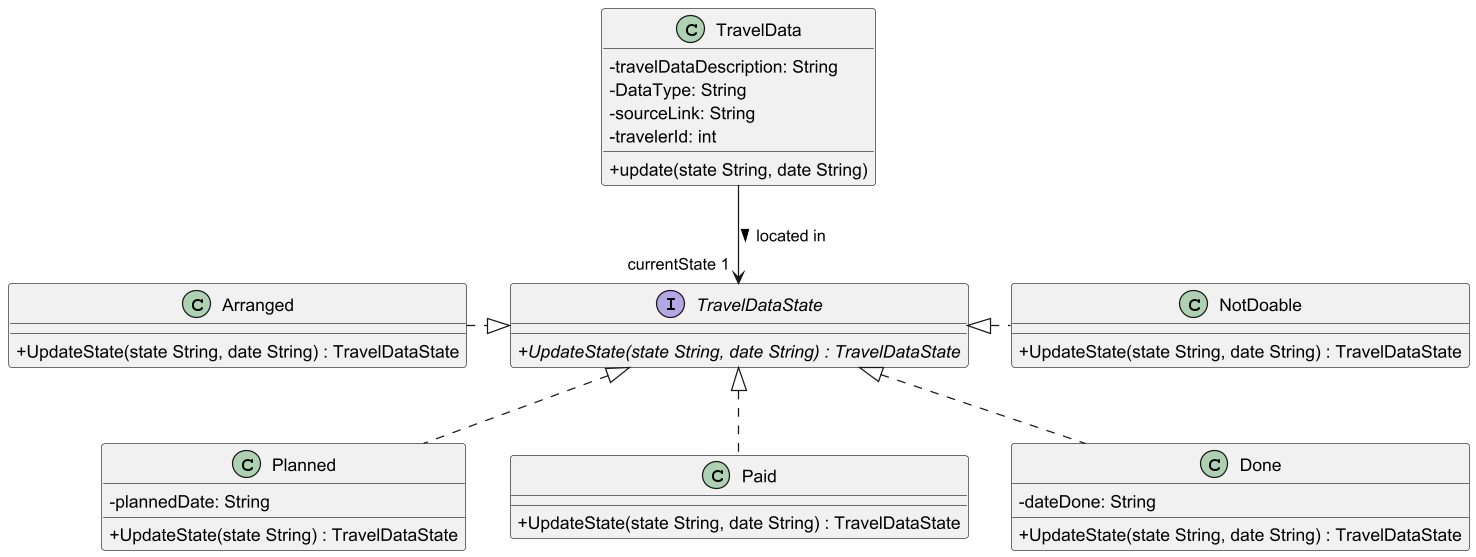 C TravelData
-travelDataDescription: String
-DataType: String
-sourceLink: String
-travelerId: int
+update(state String, date String)
located in
currentState 1
C Arranged
+UpdateState(state String, date String) : TravelDataState
I TravelDataState
+UpdateState(state String, date String) : TravelDataState
C NotDoable
+UpdateState(state String, date String) : TravelDataState
C Planned
-plannedDate: String
+UpdateState(state String) : TravelDataState
C Paid
+UpdateState(state String, date String) : TravelDataState
C Done
-dateDone: String
+UpdateState(state String, date String) : TravelDataState